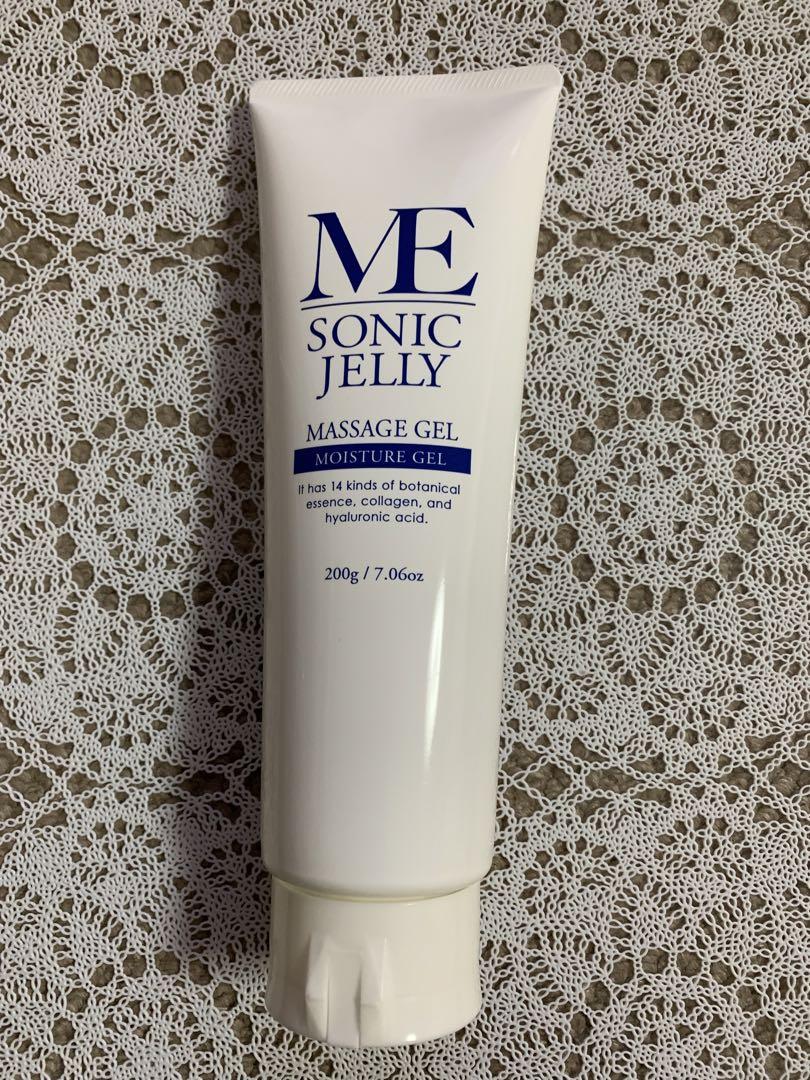 ME
SONIC
JELLY
MASSAGE GEL
MOISTURE GEL
It has 14 kinds of botanical
essence, collagen, and
hyaluronic acid.
200g / 7.06oz